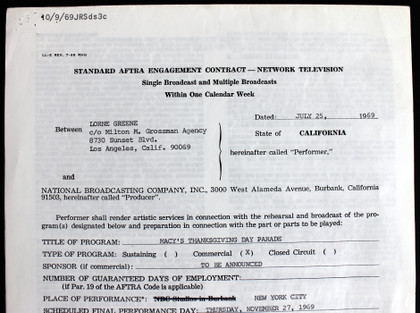 10/9/69JRSds3c
STANDARD AFTRA ENGAGEMENT CONTRACT — NETWORK TELEVISION
Single Broadcast and Multiple Broadcasts
Within One Calendar Week
Dated: JULY 25, 1969
Between LORNE GREENE
c/o Milton M. Grossman Agency
8730 Sunset Blvd.
Los Angeles, Calif. 90069
State of CALIFORNIA
hereinafter called "Performer,"
and
NATIONAL BROADCASTING COMPANY, INC., 3000 West Alameda Avenue, Burbank, California
91503, hereinafter called "Producer".
Performer shall render artistic services in connection with the rehearsal and broadcast of the pro-
gram(s) designated below and preparation in connection with the part or parts to be played:
TITLE OF PROGRAM: MACY'S THANKSGIVING DAY PARADE
TYPE OF PROGRAM: Sustaining ( ) Commercial (X) Closed Circuit ( )
SPONSOR (if commercial): TO BE ANNOUNCED
NUMBER OF GUARANTEED DAYS OF EMPLOYMENT:
(if Par. 19 of the AFTRA Code is applicable)
PLACE OF PERFORMANCE*: NBC Studios in Burbank NEW YORK CITY
SCHEDULED FINAL PERFORMANCE DAY: THURSDAY, NOVEMBER 27, 1969